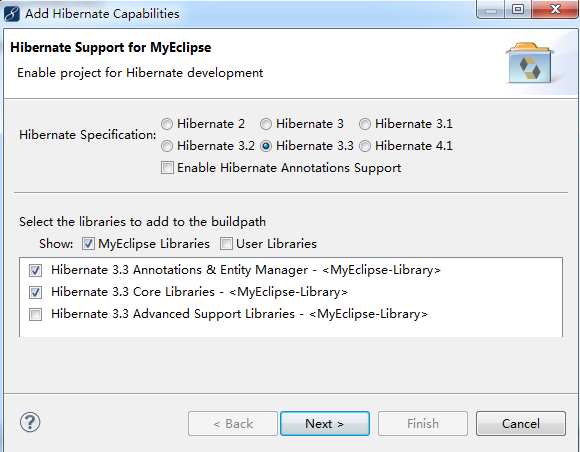 Add Hibernate Capabilities
Hibernate Support for MyEclipse
Enable project for Hibernate development
Hibernate Specification: Hibernate 2 Hibernate 3 Hibernate 3.1
Hibernate 3.2 Hibernate 3.3 Hibernate 4.1
Enable Hibernate Annotations Support
Select the libraries to add to the buildpath
Show: MyEclipse Libraries User Libraries
Hibernate 3.3 Annotations & Entity Manager - <MyEclipse-Library>
Hibernate 3.3 Core Libraries - <MyEclipse-Library>
Hibernate 3.3 Advanced Support Libraries - <MyEclipse-Library>
? < Back Next > Finish Cancel